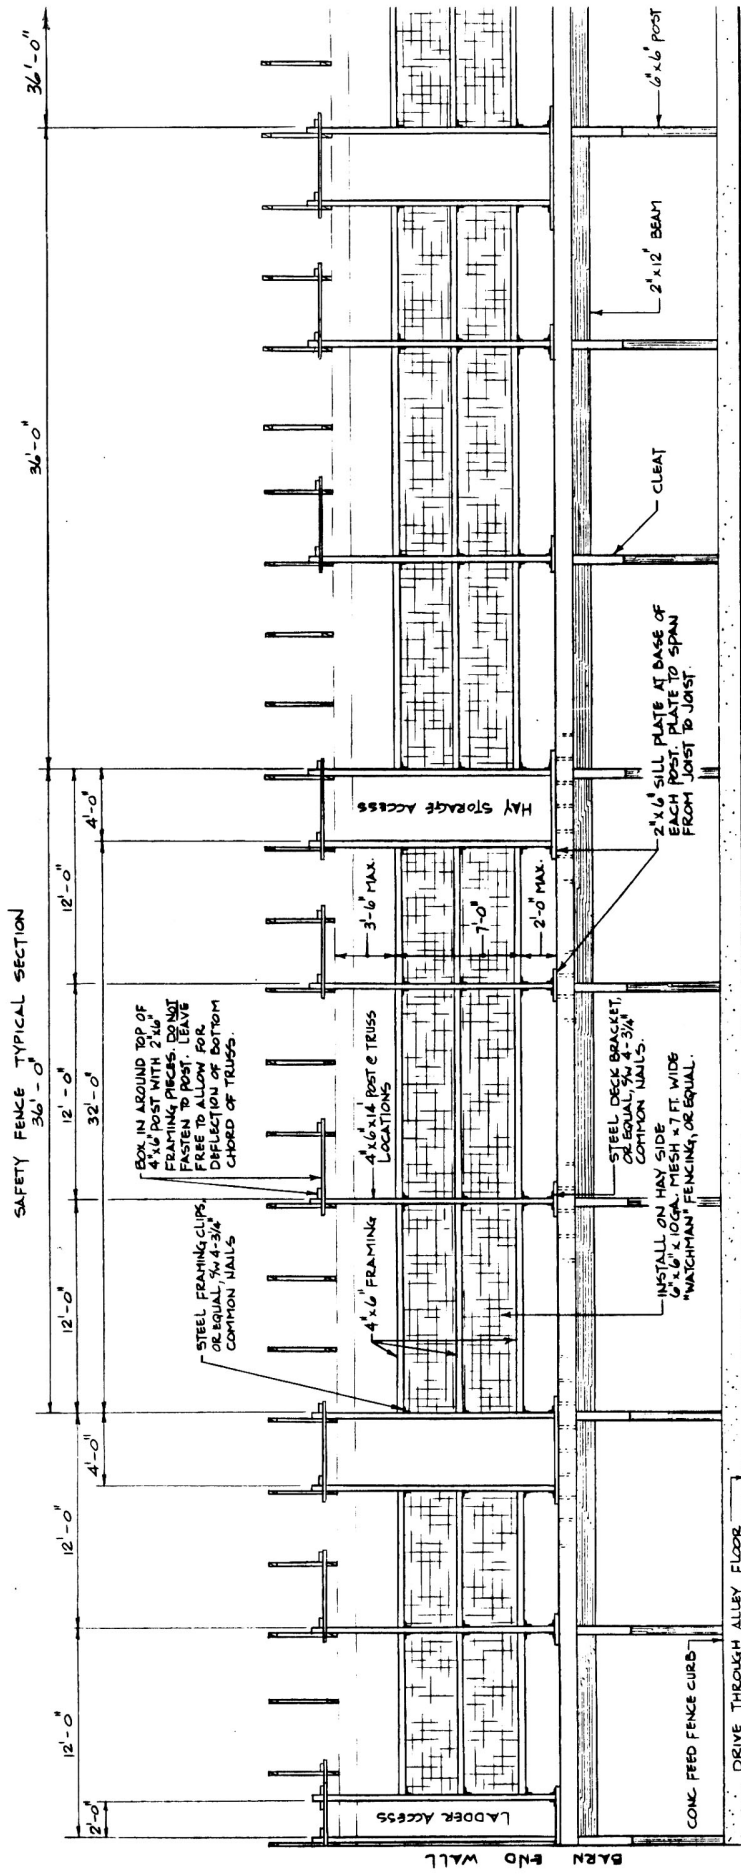 SAFETY FENCE TYPICAL SECTION
36'-0"
36'-0"
36'-0"
12'-0"
12'-0"
12'-0"
12'-0"
12'-0"
2'-0"
4'-0"
32'-0"
4'-0"
BOX IN AROUND TOP OF
4"x6" POST WITH 2"x6"
FRAMING PIECES. DO NOT
FASTEN TO POST. LEAVE
FREE TO ALLOW FOR
DEFLECTION OF BOTTOM
CHORD OF TRUSS.
STEEL FRAMING CLIPS,
OR EQUAL, 5/W 4-3/4"
COMMON NAILS
4"x6" FRAMING
4"x6"x14' POST @ TRUSS
LOCATIONS
3'-6" MAX.
7'-0"
2'-0" MAX.
HAY STORAGE ACCESS
LADDER ACCESS
BARN END WALL
STEEL DECK BRACKET,
OR EQUAL, 5/W 4-3/4"
COMMON NAILS.
INSTALL ON HAY SIDE
6"x6"x10GA. MESH x 7 FT. WIDE
"WATCHMAN" FENCING, OR EQUAL.
2"x6" SILL PLATE AT BASE OF
EACH POST. PLATE TO SPAN
FROM JOIST TO JOIST.
CLEAT
2"x12" BEAM
6"x6" POST
CONC FEED FENCE CURB
DRIVE THROUGH ALLEY FLOOR